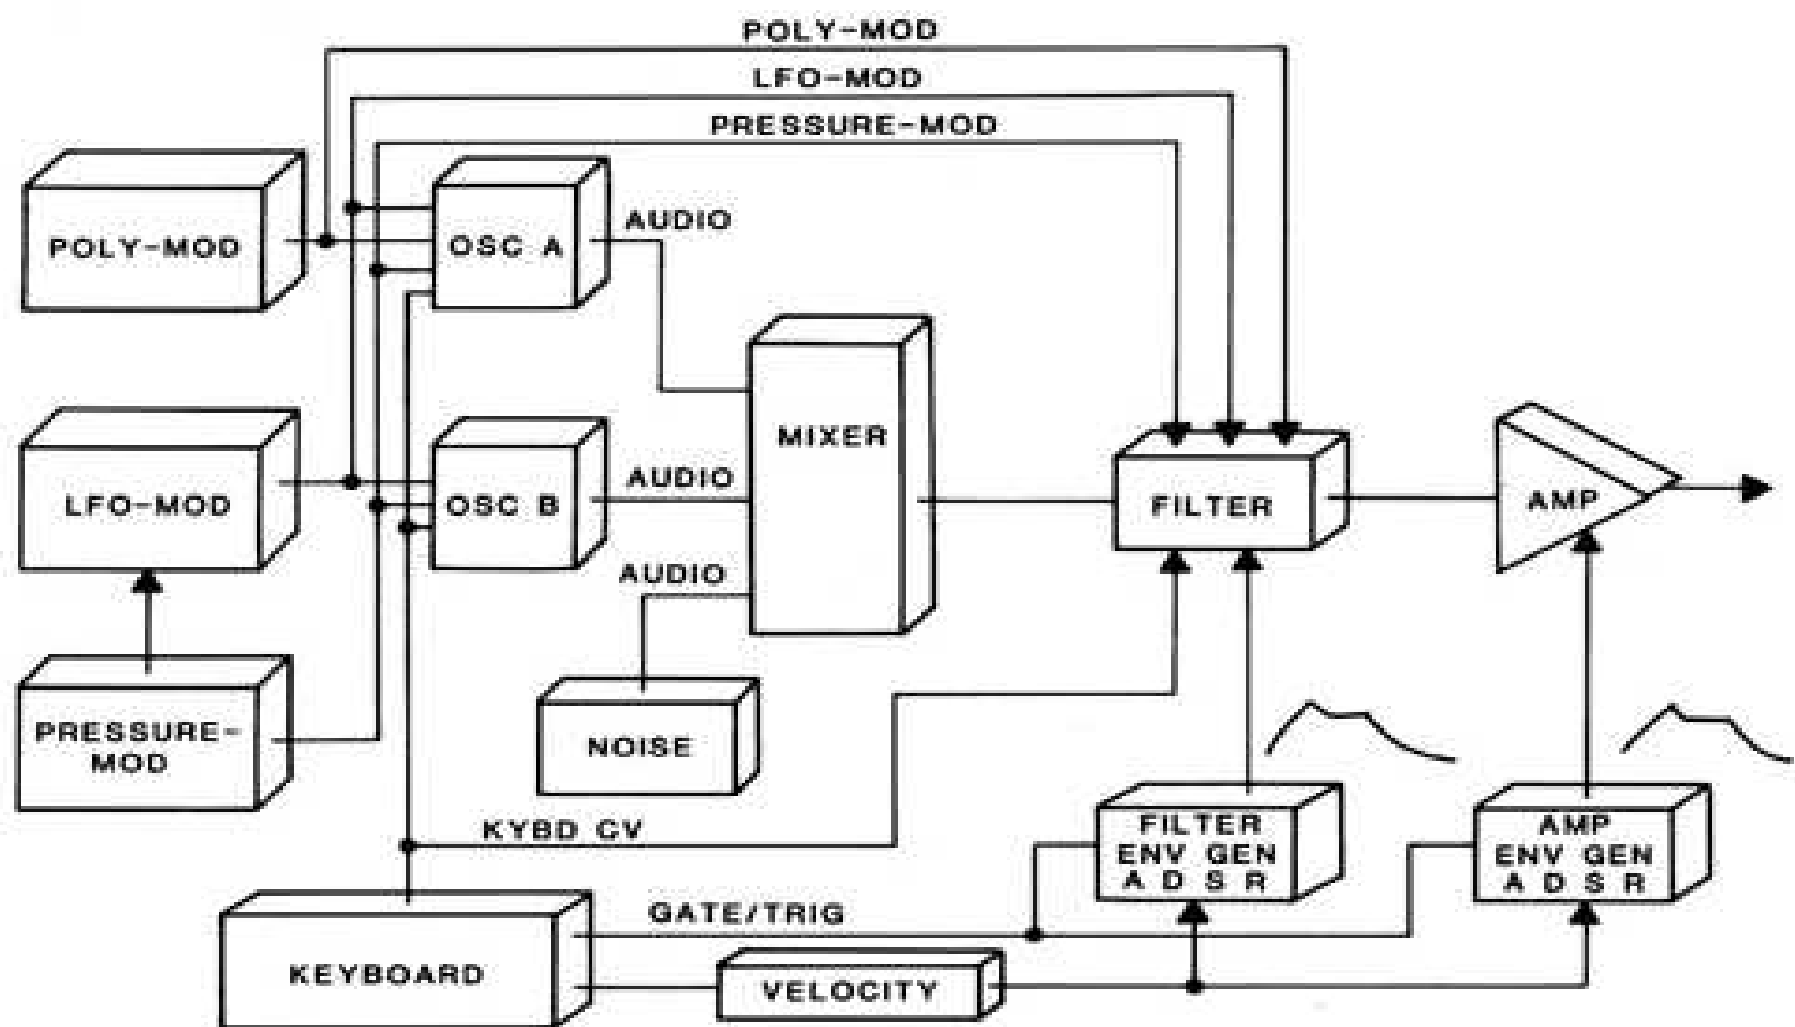 POLY-MOD
LFO-MOD
PRESSURE-MOD
POLY-MOD
OSC A
AUDIO
LFO-MOD
OSC B
AUDIO
MIXER
FILTER
AMP
AUDIO
PRESSURE-
MOD
NOISE
KYBD CV
FILTER
ENV GEN
A D S R
AMP
ENV GEN
A D S R
GATE/TRIG
KEYBOARD
VELOCITY